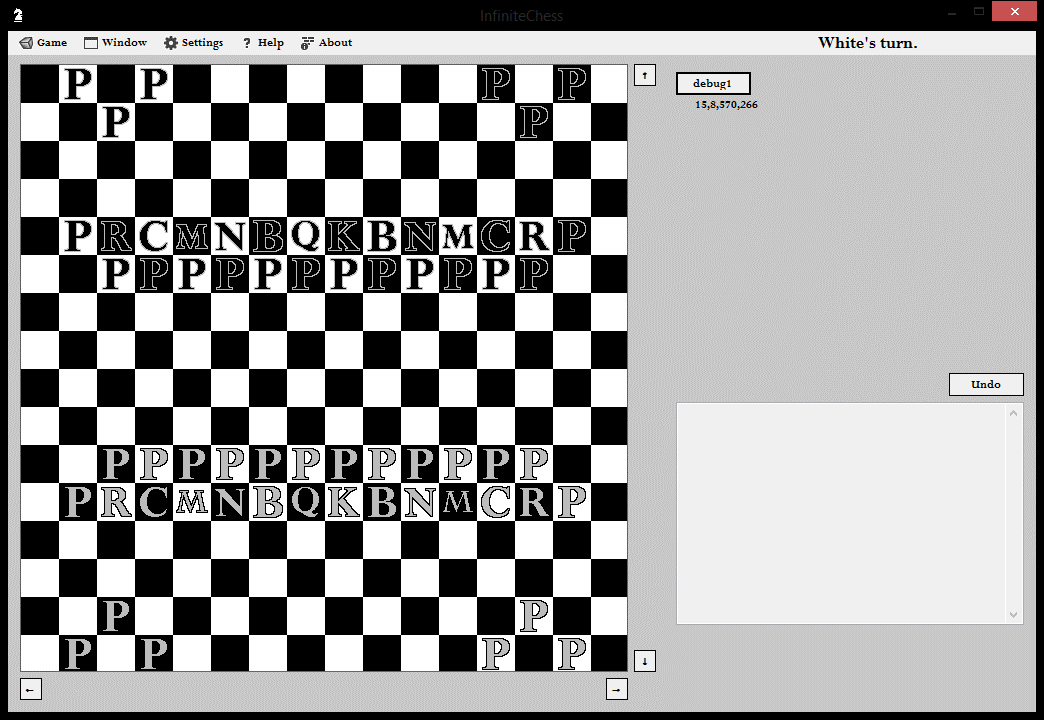 InfiniteChess
Game Window Settings ? Help About White's turn.
P P P P ↑ debug1
P P 15,8,570,266
P R C M N B Q K B N M C R P
P P P P P P P P P P P P
Undo
P P P P P P P P P P P P
P R C M N B Q K B N M C R P
P P
P P P P ↓
← →